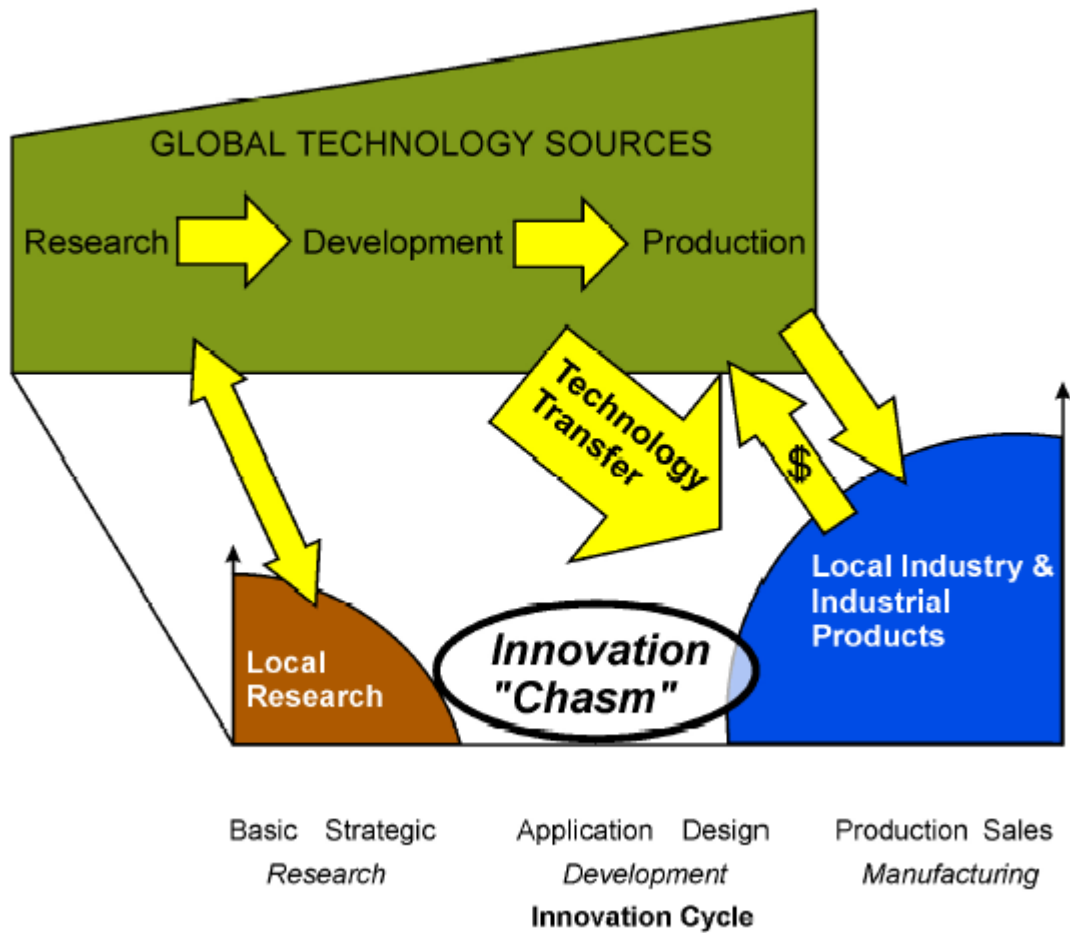 GLOBAL TECHNOLOGY SOURCES
Research Development Production
Technology
Transfer
$
Local Industry &
Industrial
Products
Innovation
"Chasm"
Local
Research
Basic Strategic Application Design Production Sales
Research Development Manufacturing
Innovation Cycle